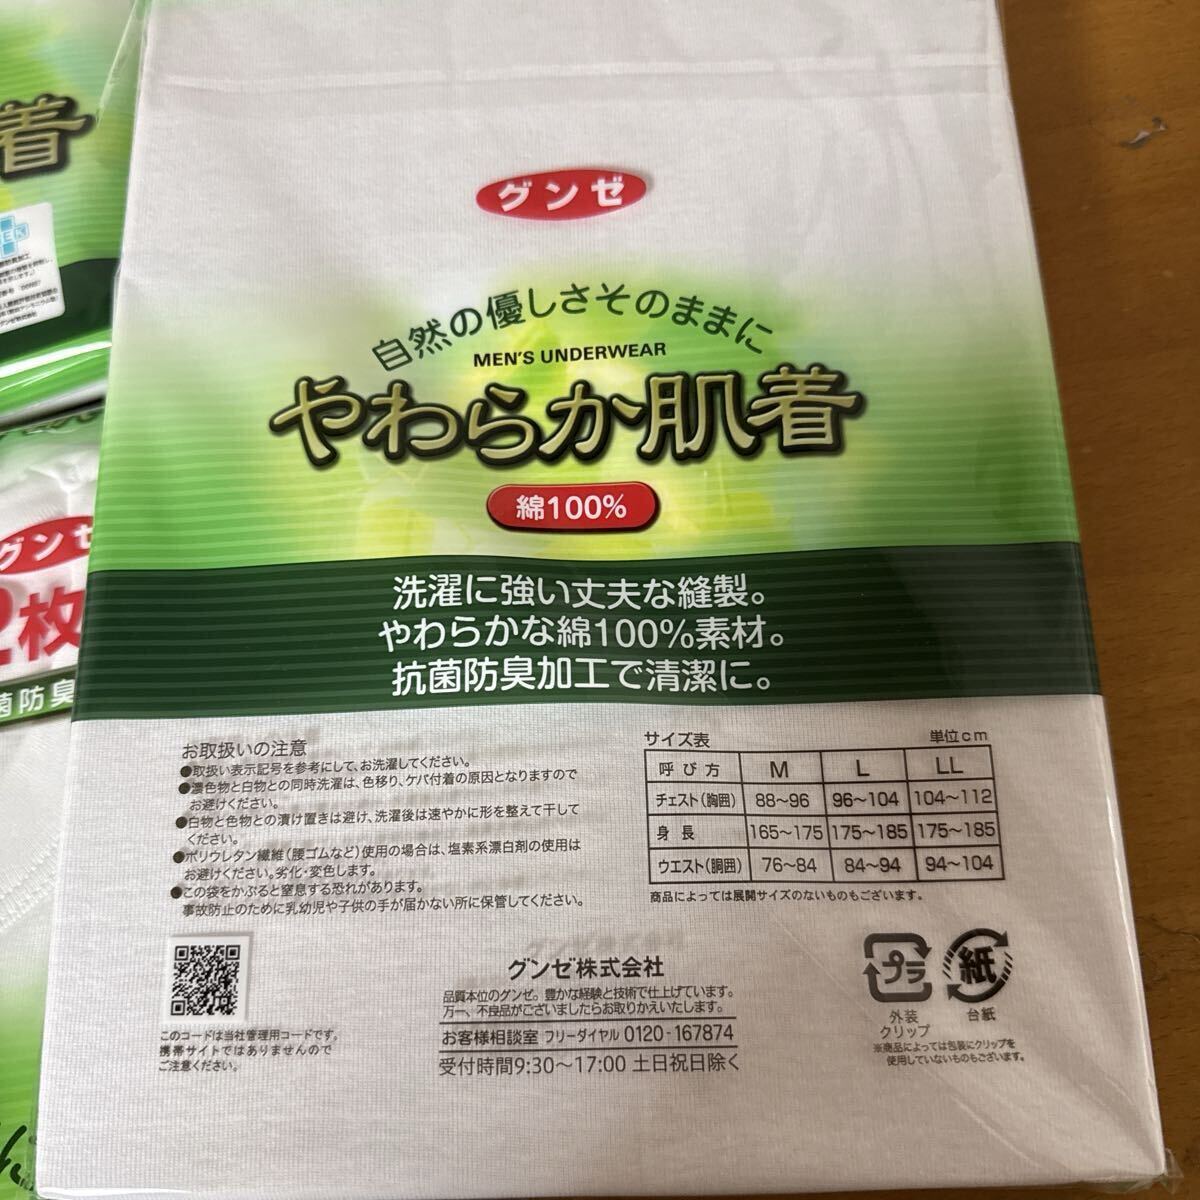 着
EK
グンゼ
2枚
菌防臭
グンゼ
自然の優しさそのままに
MEN'S UNDERWEAR
やわらか肌着
綿100%
洗濯に強い丈夫な縫製。
やわらかな綿100%素材。
抗菌防臭加工で清潔に。
お取扱いの注意
●取扱い表示記号を参考にして、お洗濯してください。
●濃色物と白物との同時洗濯は、色移り、ケバ付着の原因となりますので
お避けください。
●白物と色物との漬け置きは避け、洗濯後は速やかに形を整えて干して
ください。
●ポリウレタン繊維(腰ゴムなど)使用の場合は、塩素系漂白剤の使用は
お避けください。劣化・変色します。
●この袋をかぶると窒息する恐れがあります。
事故防止のために乳幼児や子供の手が届かない所に保管してください。
サイズ表 単位cm
呼び方 M L LL
チェスト(胸囲) 88～96 96～104 104～112
身長 165～175 175～185 175～185
ウエスト(胴囲) 76～84 84～94 94～104
商品によっては展開サイズのないものもございます。
このコードは当社管理用コードです。
携帯サイトではありませんので
ご注意ください。
グンゼ株式会社
品質本位のグンゼ。豊かな経験と技術で仕上げています。
万一、不良品がございましたらお取りかえいたします。
お客様相談室 フリーダイヤル 0120-167874
受付時間9:30～17:00 土日祝日除く
プラ 紙
外装
クリップ
台紙
※商品によっては包装にクリップを
使用していないものもございます。